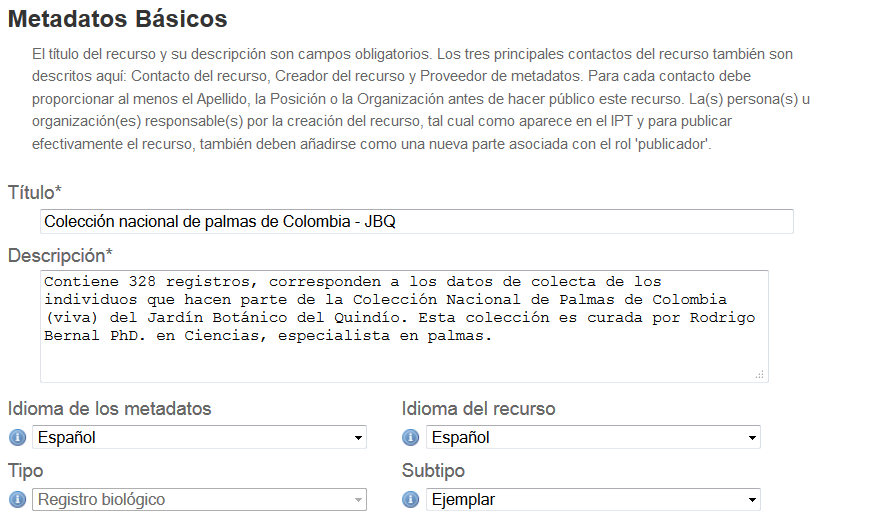 Metadatos Básicos
El título del recurso y su descripción son campos obligatorios. Los tres principales contactos del recurso también son
descritos aquí: Contacto del recurso, Creador del recurso y Proveedor de metadatos. Para cada contacto debe
proporcionar al menos el Apellido, la Posición o la Organización antes de hacer público este recurso. La(s) persona(s) u
organización(es) responsable(s) por la creación del recurso, tal cual como aparece en el IPT y para publicar
efectivamente el recurso, también deben añadirse como una nueva parte asociada con el rol 'publicador'.
Título*
Colección nacional de palmas de Colombia - JBQ
Descripción*
Contiene 328 registros, corresponden a los datos de colecta de los
individuos que hacen parte de la Colección Nacional de Palmas de Colombia
(viva) del Jardín Botánico del Quindío. Esta colección es curada por Rodrigo
Bernal PhD. en Ciencias, especialista en palmas.
Idioma de los metadatos Idioma del recurso
Español Español
Tipo Subtipo
Registro biológico Ejemplar